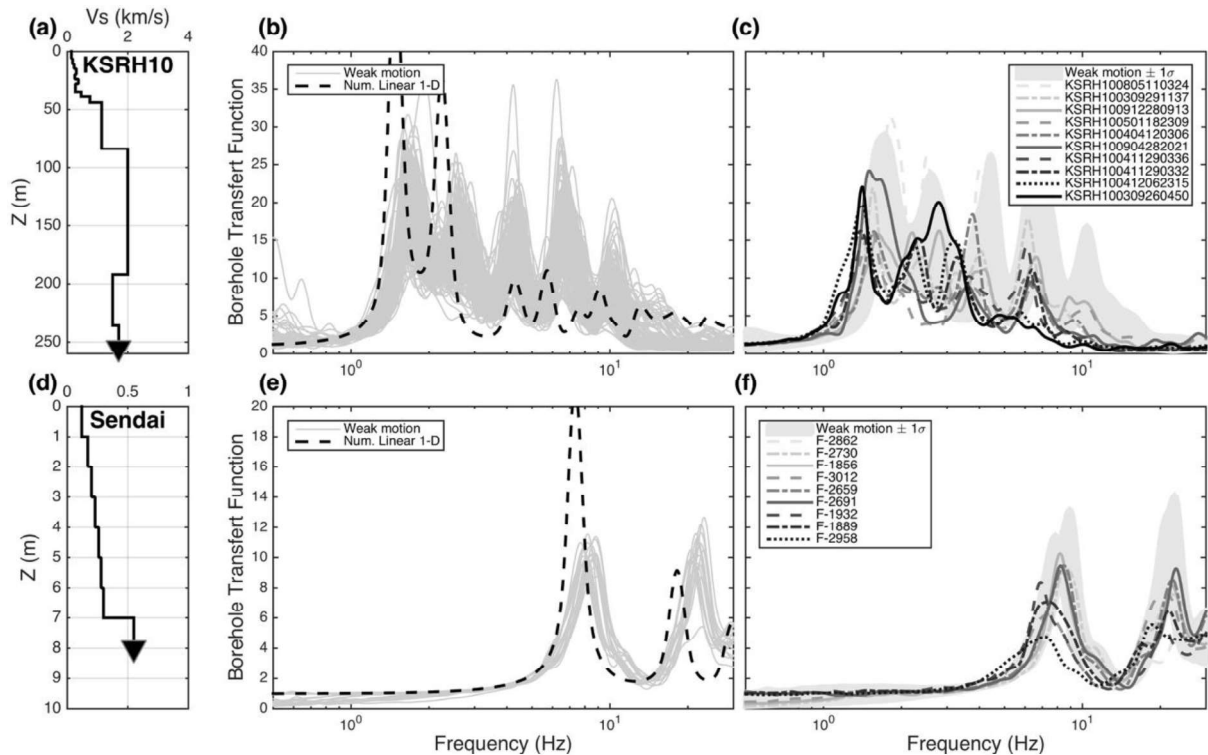 (a)
Vs (km/s)
0 2 4
KSRH10
0
50
100
150
200
250
Z (m)
(b)
Weak motion
Num. Linear 1-D
Borehole Transfert Function
40
35
30
25
20
15
10
5
0
10^0 10^1
(c)
Weak motion ± 1σ
KSRH100805110324
KSRH100309291137
KSRH100912280913
KSRH100501182309
KSRH100404120306
KSRH100904282021
KSRH100411290336
KSRH100411290332
KSRH100412062315
KSRH100309260450
10^0 10^1
(d)
0 0.5 1
Sendai
0
1
2
3
4
5
6
7
8
9
10
Z (m)
(e)
Weak motion
Num. Linear 1-D
Borehole Transfer Function
20
18
16
14
12
10
8
6
4
2
0
10^0 10^1
Frequency (Hz)
(f)
Weak motion ± 1σ
F-2862
F-2730
F-1856
F-3012
F-2659
F-2691
F-1932
F-1889
F-2958
10^0 10^1
Frequency (Hz)